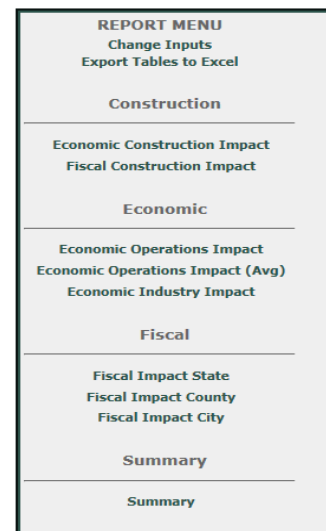 REPORT MENU
Change Inputs
Export Tables to Excel
Construction
Economic Construction Impact
Fiscal Construction Impact
Economic
Economic Operations Impact
Economic Operations Impact (Avg)
Economic Industry Impact
Fiscal
Fiscal Impact State
Fiscal Impact County
Fiscal Impact City
Summary
Summary